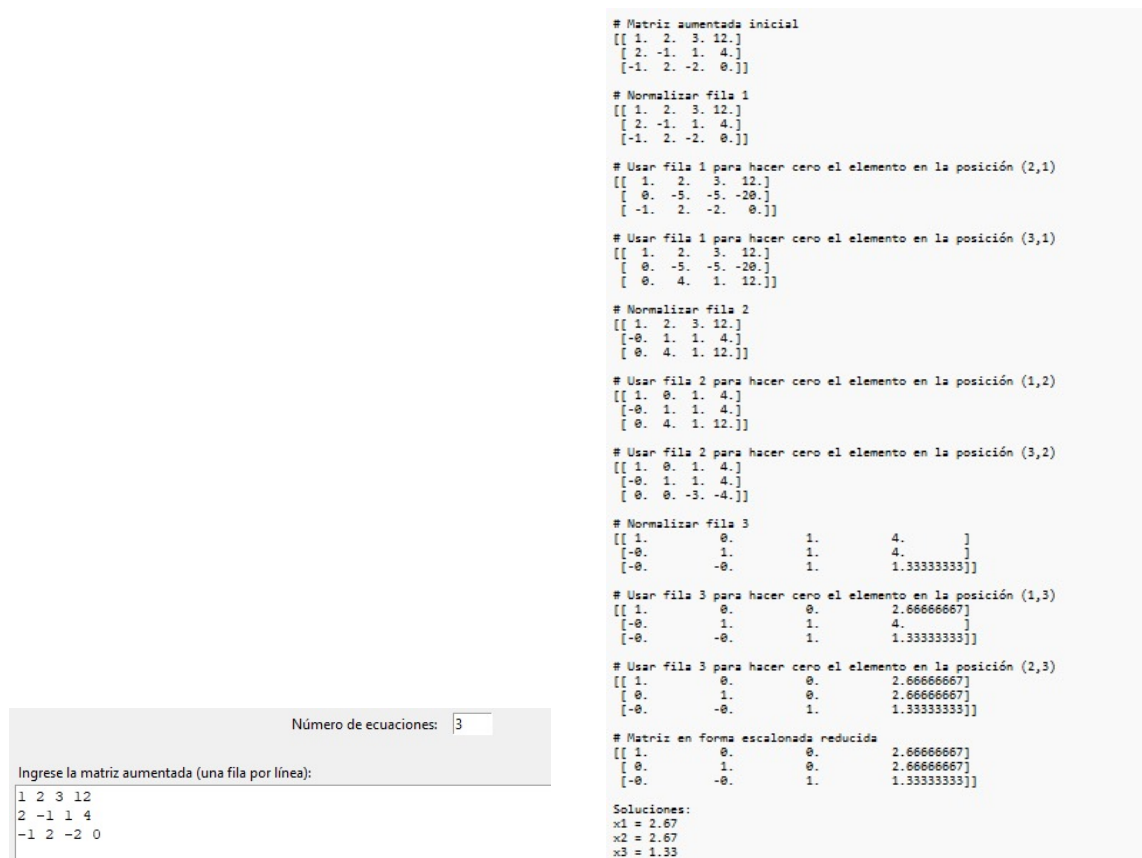 Número de ecuaciones: 3
Ingrese la matriz aumentada (una fila por línea):
1 2 3 12
2 -1 1 4
-1 2 -2 0
# Matriz aumentada inicial
[[ 1. 2. 3. 12.]
[ 2. -1. 1. 4.]
[-1. 2. -2. 0.]]
# Normalizar fila 1
[[ 1. 2. 3. 12.]
[ 2. -1. 1. 4.]
[-1. 2. -2. 0.]]
# Usar fila 1 para hacer cero el elemento en la posición (2,1)
[[ 1. 2. 3. 12.]
[ 0. -5. -5. -20.]
[ -1. 2. -2. 0.]]
# Usar fila 1 para hacer cero el elemento en la posición (3,1)
[[ 1. 2. 3. 12.]
[ 0. -5. -5. -20.]
[ 0. 4. 1. 12.]]
# Normalizar fila 2
[[ 1. 2. 3. 12.]
[-0. 1. 1. 4.]
[ 0. 4. 1. 12.]]
# Usar fila 2 para hacer cero el elemento en la posición (1,2)
[[ 1. 0. 1. 4.]
[-0. 1. 1. 4.]
[ 0. 4. 1. 12.]]
# Usar fila 2 para hacer cero el elemento en la posición (3,2)
[[ 1. 0. 1. 4.]
[-0. 1. 1. 4.]
[ 0. 0. -3. -4.]]
# Normalizar fila 3
[[ 1. 0. 1. 4. ]
[-0. 1. 1. 4. ]
[-0. -0. 1. 1.33333333]]
# Usar fila 3 para hacer cero el elemento en la posición (1,3)
[[ 1. 0. 0. 2.66666667]
[-0. 1. 1. 4. ]
[-0. -0. 1. 1.33333333]]
# Usar fila 3 para hacer cero el elemento en la posición (2,3)
[[ 1. 0. 0. 2.66666667]
[ 0. 1. 0. 2.66666667]
[-0. -0. 1. 1.33333333]]
# Matriz en forma escalonada reducida
[[ 1. 0. 0. 2.66666667]
[ 0. 1. 0. 2.66666667]
[-0. -0. 1. 1.33333333]]
Soluciones:
x1 = 2.67
x2 = 2.67
x3 = 1.33